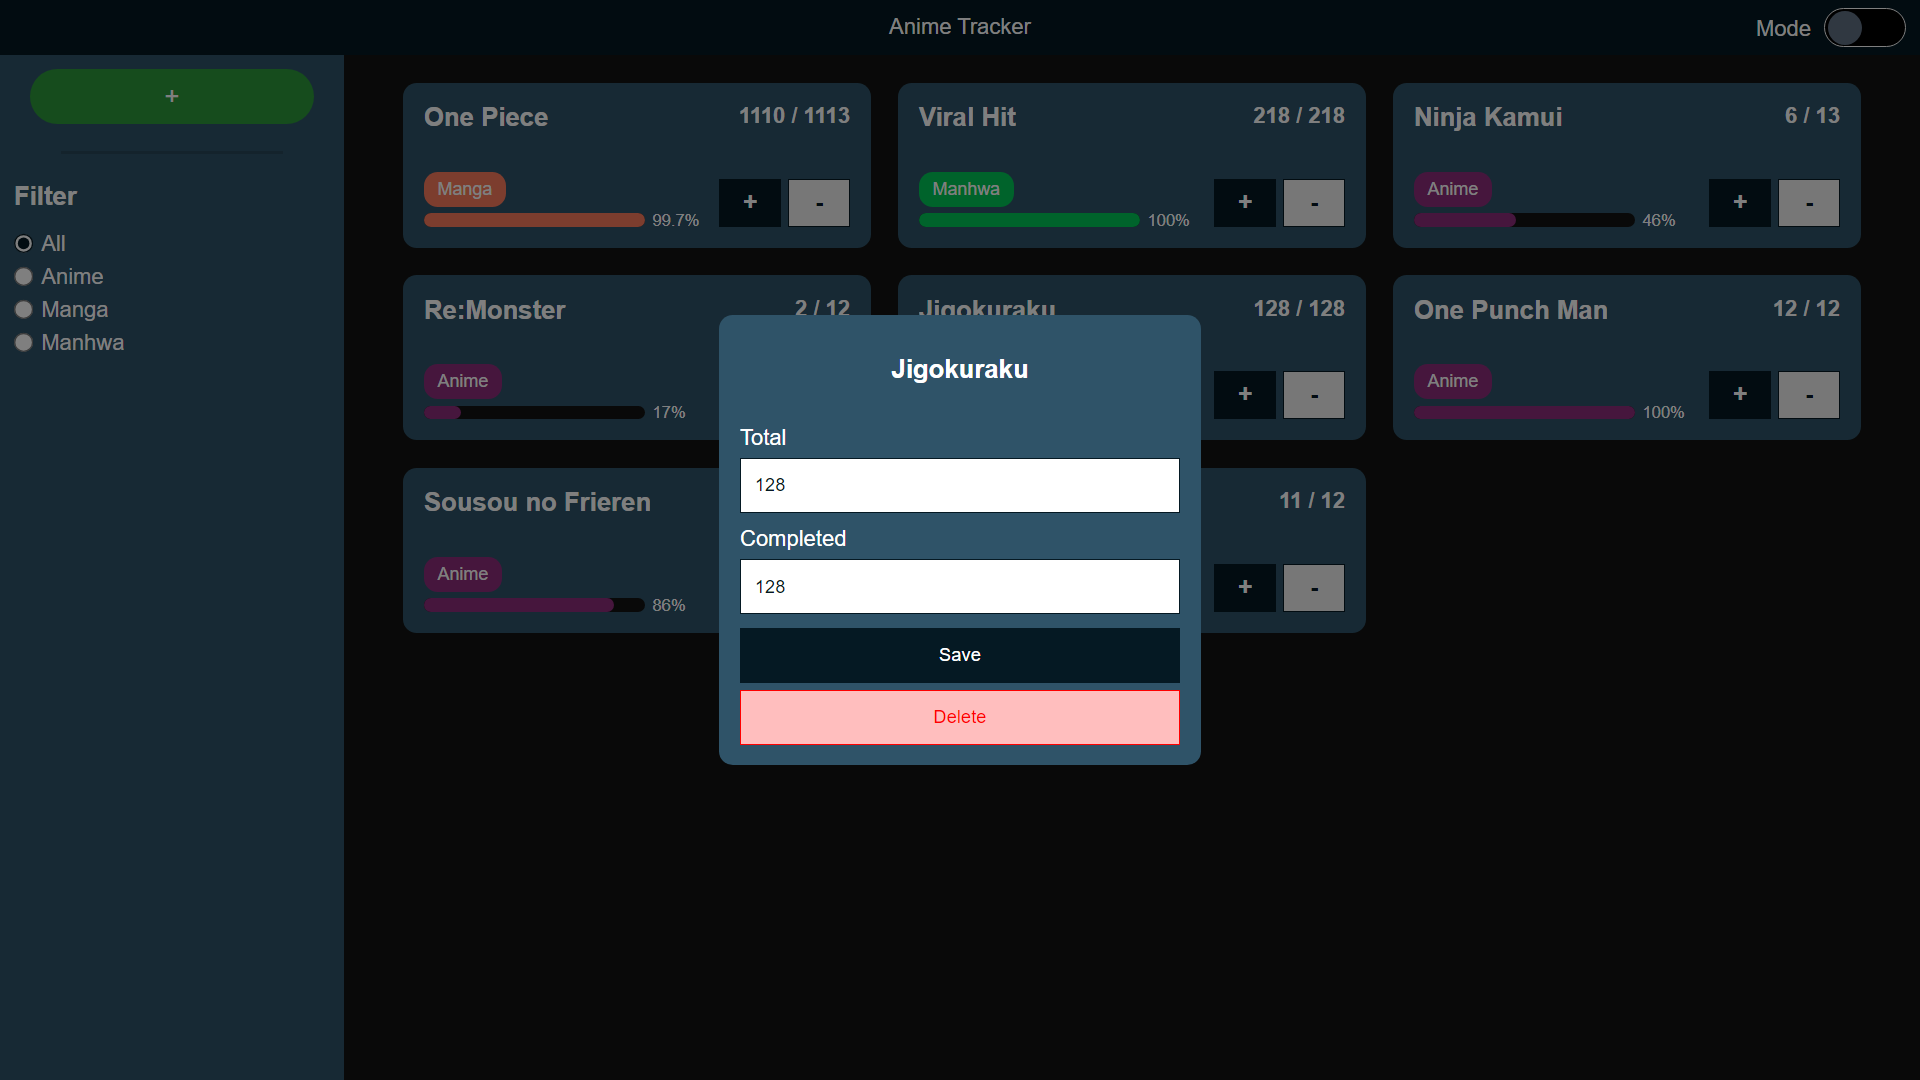 Anime Tracker
Mode
+
Filter
All
Anime
Manga
Manhwa
One Piece
1110 / 1113
Manga
99.7%
+
-
Viral Hit
218 / 218
Manhwa
100%
+
-
Ninja Kamui
6 / 13
Anime
46%
+
-
Re:Monster
2 / 12
Anime
17%
Jigokuraku
128 / 128
+
-
One Punch Man
12 / 12
Anime
100%
+
-
Sousou no Frieren
Anime
86%
11 / 12
+
-
Jigokuraku
Total
128
Completed
128
Save
Delete